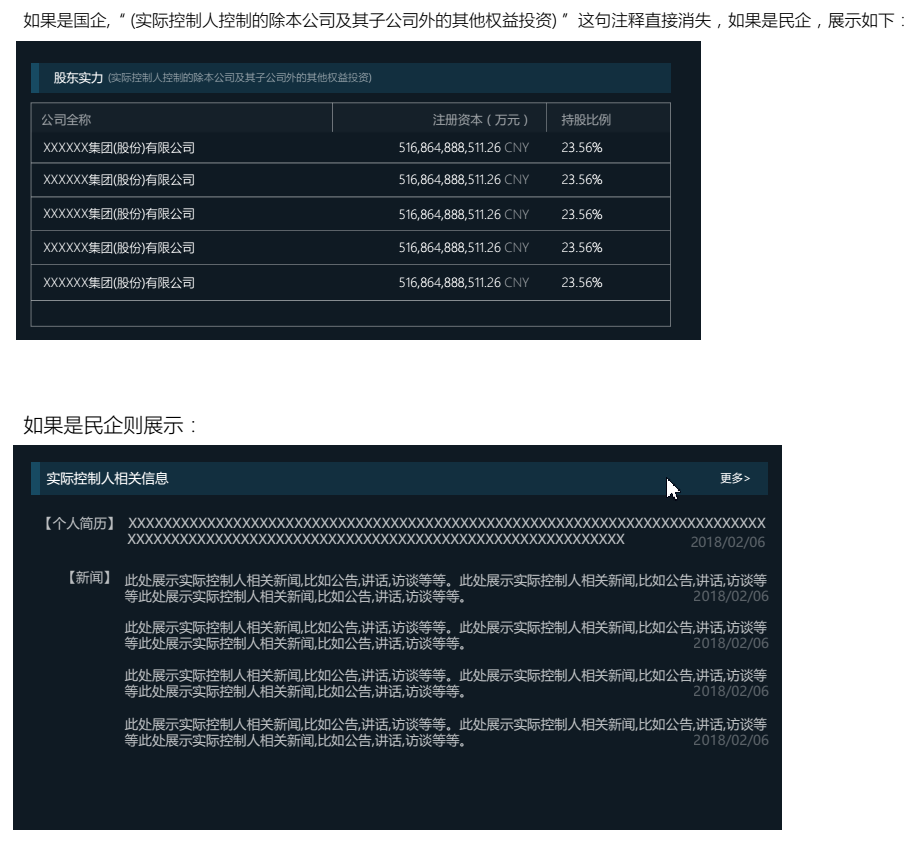 如果是国企,“(实际控制人控制的除本公司及其子公司外的其他权益投资)”这句注释直接消失，如果是民企，展示如下：
股东实力 (实际控制人控制的除本公司及其子公司外的其他权益投资)
公司全称 注册资本（万元） 持股比例
XXXXXX集团(股份)有限公司 516,864,888,511.26 CNY 23.56%
XXXXXX集团(股份)有限公司 516,864,888,511.26 CNY 23.56%
XXXXXX集团(股份)有限公司 516,864,888,511.26 CNY 23.56%
XXXXXX集团(股份)有限公司 516,864,888,511.26 CNY 23.56%
XXXXXX集团(股份)有限公司 516,864,888,511.26 CNY 23.56%
如果是民企则展示：
实际控制人相关信息 更多>
【个人简历】 XXXXXXXXXXXXXXXXXXXXXXXXXXXXXXXXXXXXXXXXXXXXXXXXXXXXXXXXXXXXXXXXXXXXXXXXX
XXXXXXXXXXXXXXXXXXXXXXXXXXXXXXXXXXXXXXXXXXXXXXXXXXXXXXXXX 2018/02/06
【新闻】 此处展示实际控制人相关新闻,比如公告,讲话,访谈等等。此处展示实际控制人相关新闻,比如公告,讲话,访谈等
等此处展示实际控制人相关新闻,比如公告,讲话,访谈等等。 2018/02/06
此处展示实际控制人相关新闻,比如公告,讲话,访谈等等。此处展示实际控制人相关新闻,比如公告,讲话,访谈等
等此处展示实际控制人相关新闻,比如公告,讲话,访谈等等。 2018/02/06
此处展示实际控制人相关新闻,比如公告,讲话,访谈等等。此处展示实际控制人相关新闻,比如公告,讲话,访谈等
等此处展示实际控制人相关新闻,比如公告,讲话,访谈等等。 2018/02/06
此处展示实际控制人相关新闻,比如公告,讲话,访谈等等。此处展示实际控制人相关新闻,比如公告,讲话,访谈等
等此处展示实际控制人相关新闻,比如公告,讲话,访谈等等。 2018/02/06